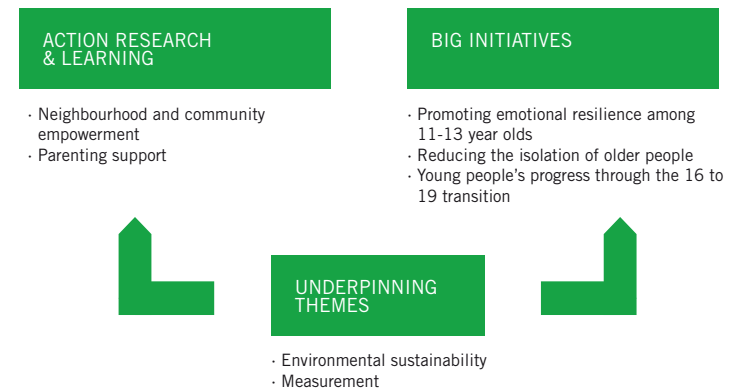 ACTION RESEARCH
& LEARNING
· Neighbourhood and community
empowerment
· Parenting support
BIG INITIATIVES
· Promoting emotional resilience among
11-13 year olds
· Reducing the isolation of older people
· Young people’s progress through the 16 to
19 transition
UNDERPINNING
THEMES
· Environmental sustainability
· Measurement